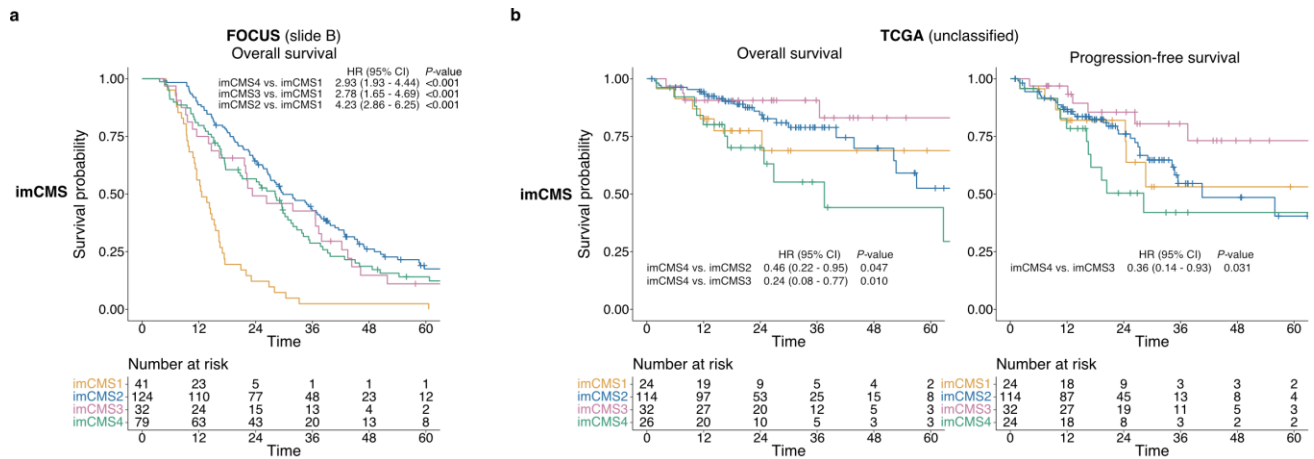 a
FOCUS (slide B)
Overall survival
HR (95% CI) P-value
imCMS4 vs. imCMS1 2.93 (1.93 - 4.44) <0.001
imCMS3 vs. imCMS1 2.78 (1.65 - 4.69) <0.001
imCMS2 vs. imCMS1 4.23 (2.86 - 6.25) <0.001
imCMS
Survival probability
1.00
0.75
0.50
0.25
0.00
0 12 24 36 48 60
Time
Number at risk
imCMS1 41 23 5 1 1 1
imCMS2 124 110 77 48 23 12
imCMS3 32 24 15 13 4 2
imCMS4 79 63 43 20 13 8
0 12 24 36 48 60
Time
b
TCGA (unclassified)
imCMS
Overall survival
Survival probability
1.00
0.75
0.50
0.25
0.00
HR (95% CI) P-value
imCMS4 vs. imCMS2 0.46 (0.22 - 0.95) 0.047
imCMS4 vs. imCMS3 0.24 (0.08 - 0.77) 0.010
0 12 24 36 48 60
Time
Number at risk
imCMS1 24 19 9 5 4 2
imCMS2 114 97 53 25 15 8
imCMS3 32 27 20 12 5 3
imCMS4 26 20 10 5 3 3
0 12 24 36 48 60
Time
Progression-free survival
Survival probability
1.00
0.75
0.50
0.25
0.00
HR (95% CI) P-value
imCMS4 vs. imCMS3 0.36 (0.14 - 0.93) 0.031
0 12 24 36 48 60
Time
Number at risk
imCMS1 24 18 9 3 3 2
imCMS2 114 87 45 13 8 4
imCMS3 32 27 19 11 5 3
imCMS4 24 18 8 3 2 2
0 12 24 36 48 60
Time